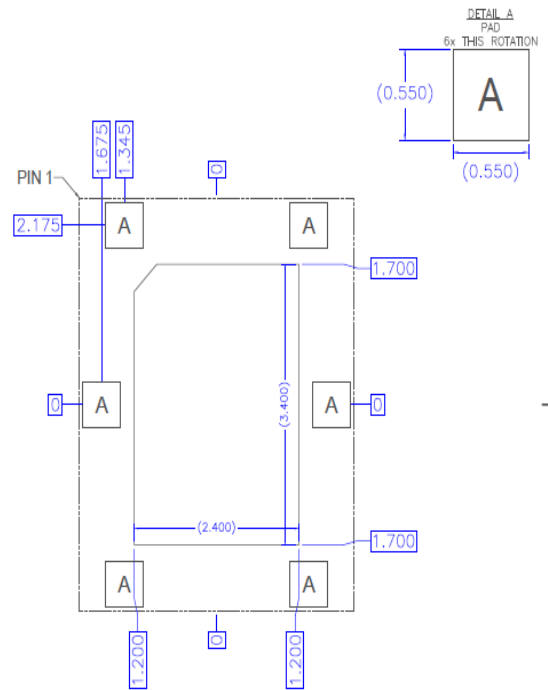 DETAIL A
PAD
6x THIS ROTATION
(0.550)
A
(0.550)
1.675
1.345
0
PIN 1
2.175
A
A
1.700
0
A
(3.400)
A
0
(2.400)
1.700
A
A
1.200
0
1.200